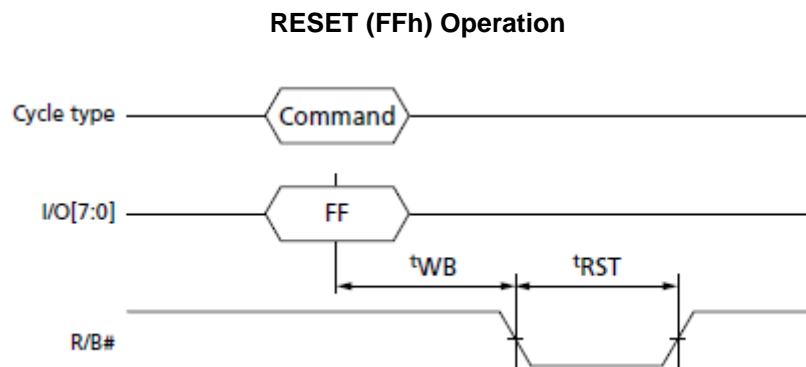 RESET (FFh) Operation
Cycle type
Command
I/O[7:0]
FF
tWB
tRST
R/B#